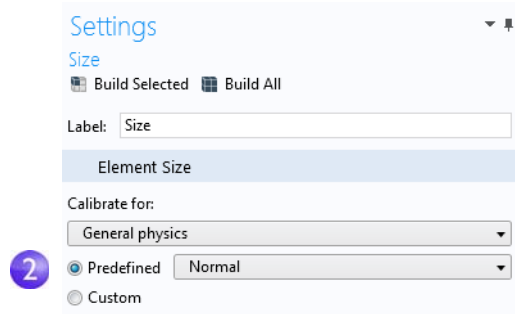 Settings
Size
Build Selected Build All
Label: Size
Element Size
Calibrate for:
General physics
2 Predefined Normal
Custom